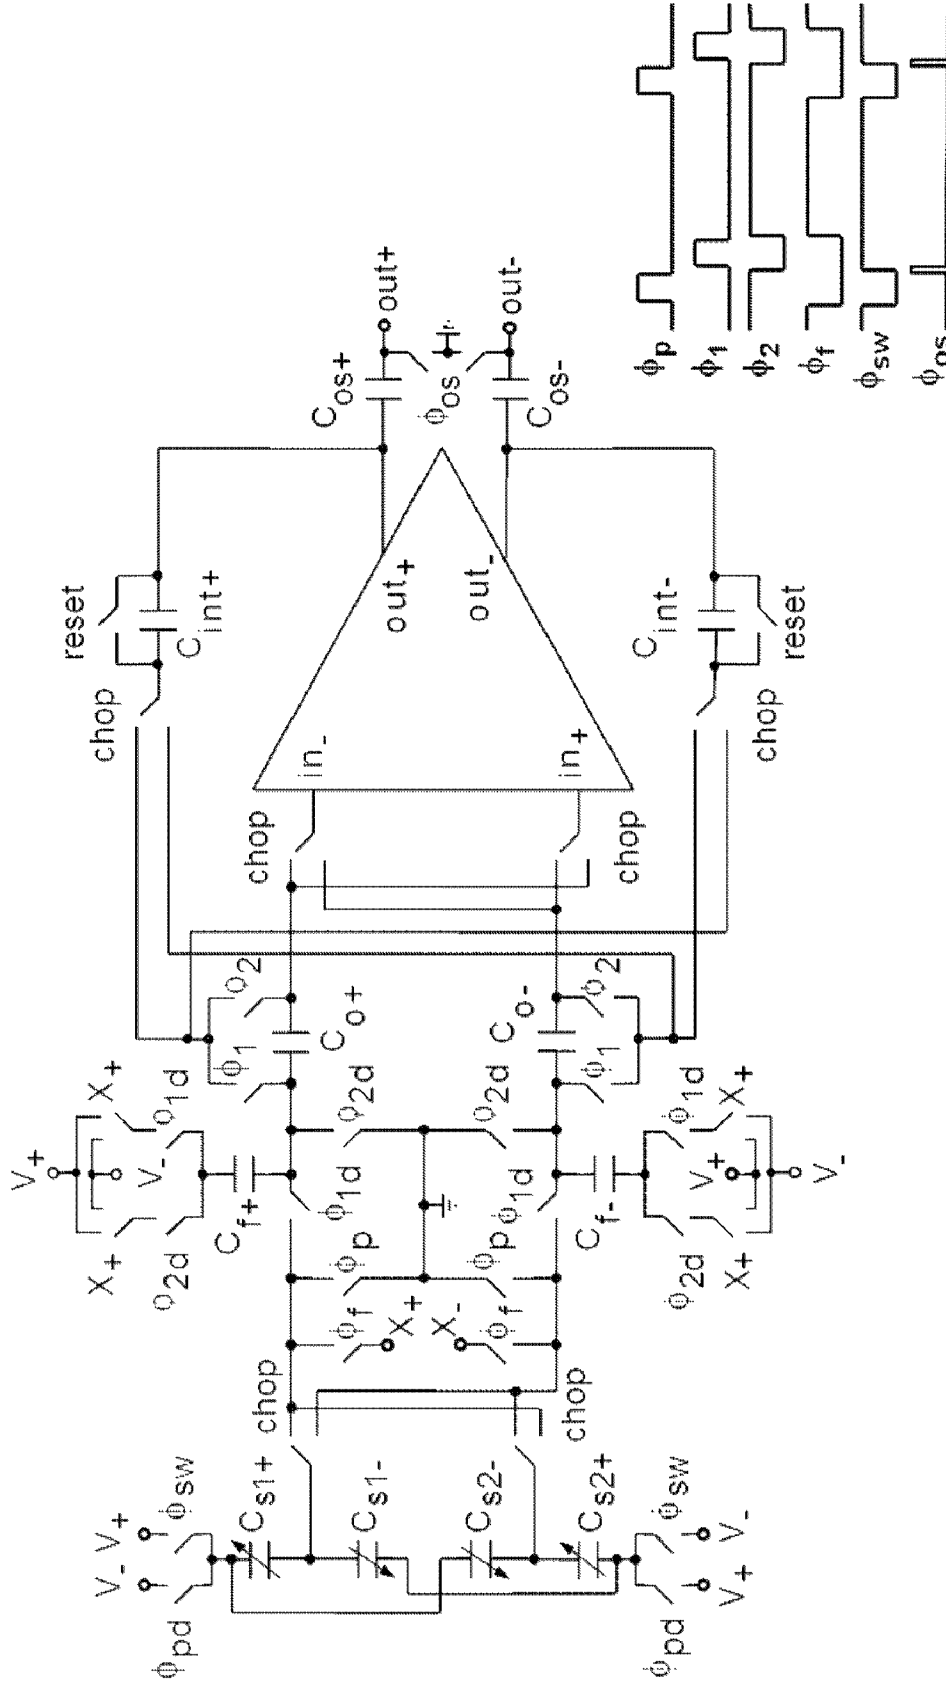 V- V+
ϕpd
ϕsw
Cs1+
Cs1-
Cs2-
Cs2+
ϕpd
ϕsw
V+ V-
chop
chop
ϕf
X+
X-
ϕf
ϕp
ϕp
ϕ1d
ϕ1d
V+
X+
X+
V-
ϕ2d
ϕ1d
Cf+
ϕ2d
ϕ2d
Cf-
ϕ2d
ϕ1d
V+
X+
X+
V-
ϕ1
ϕ2
Co+
Co-
ϕ1
ϕ2
chop
chop
in-
in+
out+
out-
chop
reset
Cint+
Cint-
chop
reset
Cos+
ϕos
Cos-
out+
out-
ϕp
ϕ1
ϕ2
ϕf
ϕsw
ϕos